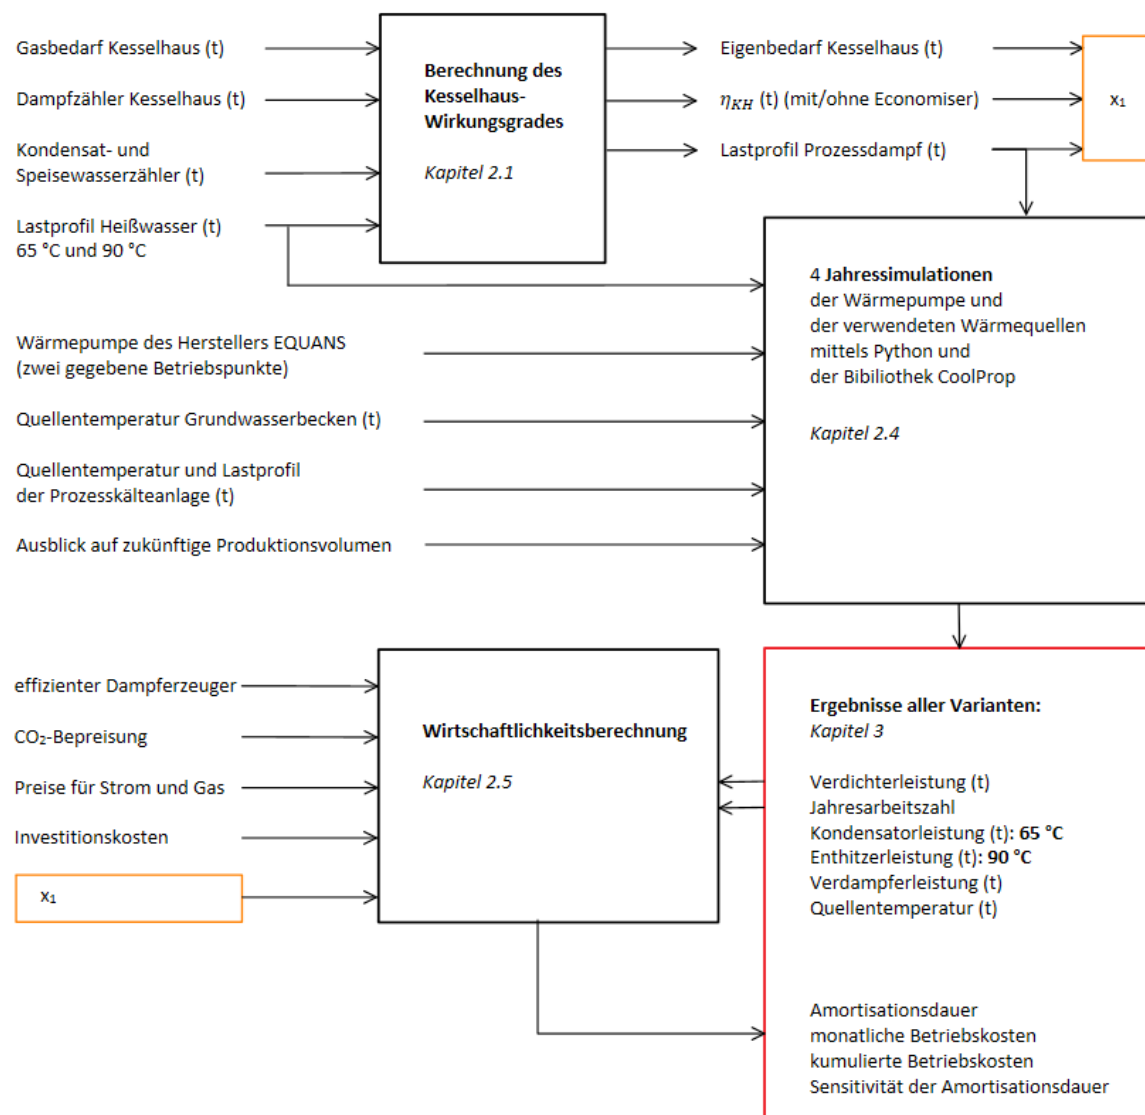 Gasbedarf Kesselhaus (t)
Dampfzähler Kesselhaus (t)
Kondensat- und
Speisewasserzähler (t)
Lastprofil Heißwasser (t)
65 °C und 90 °C
Berechnung des
Kesselhaus-
Wirkungsgrades
Kapitel 2.1
Eigenbedarf Kesselhaus (t)
η_KH (t) (mit/ohne Economiser)
Lastprofil Prozessdampf (t)
x₁
Wärmepumpe des Herstellers EQUANS
(zwei gegebene Betriebspunkte)
Quellentemperatur Grundwasserbecken (t)
Quellentemperatur und Lastprofil
der Prozesskälteanlage (t)
Ausblick auf zukünftige Produktionsvolumen
4 Jahressimulationen
der Wärmepumpe und
der verwendeten Wärmequellen
mittels Python und
der Bibiliothek CoolProp
Kapitel 2.4
effizienter Dampferzeuger
CO₂-Bepreisung
Preise für Strom und Gas
Investitionskosten
x₁
Wirtschaftlichkeitsberechnung
Kapitel 2.5
Ergebnisse aller Varianten:
Kapitel 3
Verdichterleistung (t)
Jahresarbeitszahl
Kondensatorleistung (t): 65 °C
Enthitzerleistung (t): 90 °C
Verdampferleistung (t)
Quellentemperatur (t)
Amortisationsdauer
monatliche Betriebskosten
kumulierte Betriebskosten
Sensitivität der Amortisationsdauer